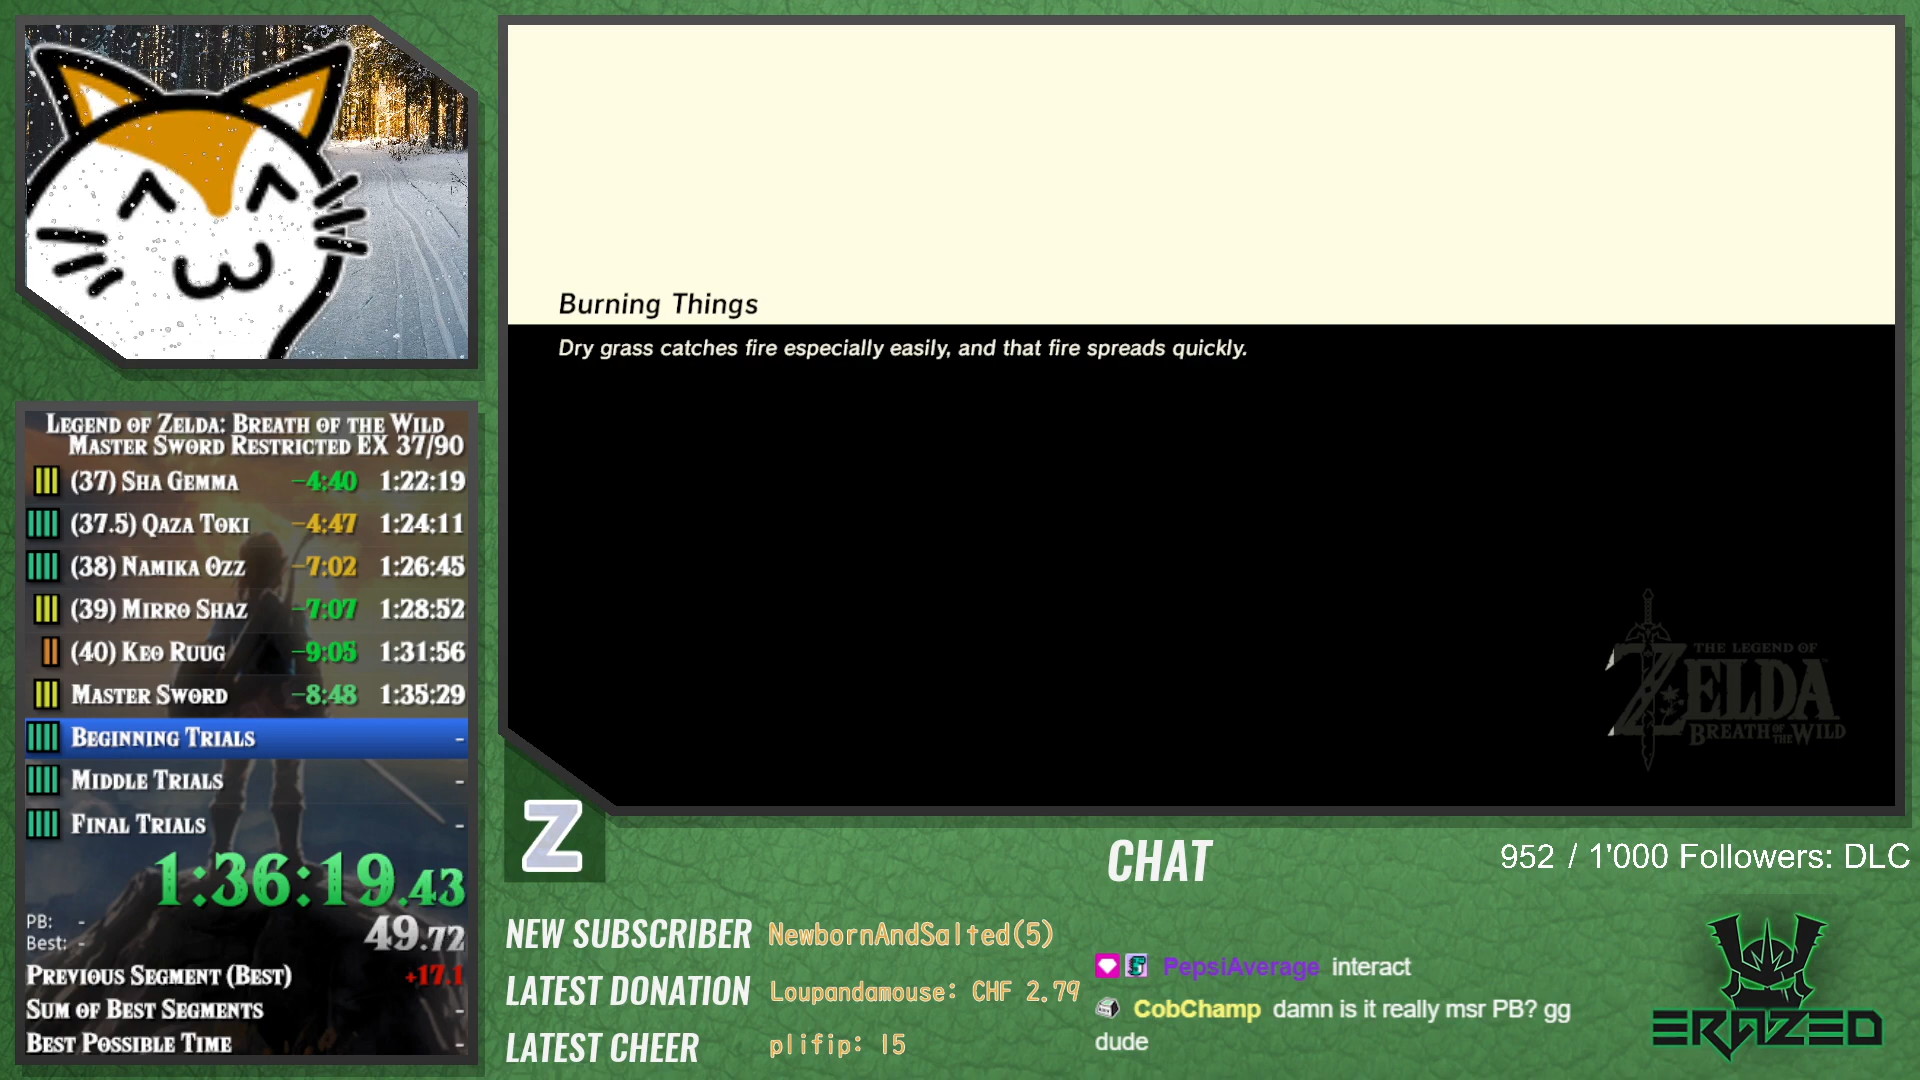 Burning Things
Dry grass catches fire especially easily, and that fire spreads quickly.
THE LEGEND OF
ZELDA
BREATH OF THE WILD
LEGEND OF ZELDA: BREATH OF THE WILD
MASTER SWORD RESTRICTED EX 37/90
(37) SHA GEMMA -4:40 1:22:19
(37.5) QAZA TOKI -4:47 1:24:11
(38) NAMIKA OZZ -7:02 1:26:45
(39) MIRRO SHAZ -7:07 1:28:52
(40) KEO RUUG -9:05 1:31:56
MASTER SWORD -8:48 1:35:29
BEGINNING TRIALS -
MIDDLE TRIALS -
FINAL TRIALS -
1:36:19.43
PB: -
49.72
Best: -
PREVIOUS SEGMENT (BEST) +17.1
SUM OF BEST SEGMENTS -
BEST POSSIBLE TIME -
Z
NEW SUBSCRIBER NewbornAndSalted(5)
LATEST DONATION Loupandamouse: CHF 2.79
LATEST CHEER plifip: 15
CHAT
952 / 1'000 Followers: DLC
PepsiAverage interact
CobChamp damn is it really msr PB? gg
dude
ERAZED